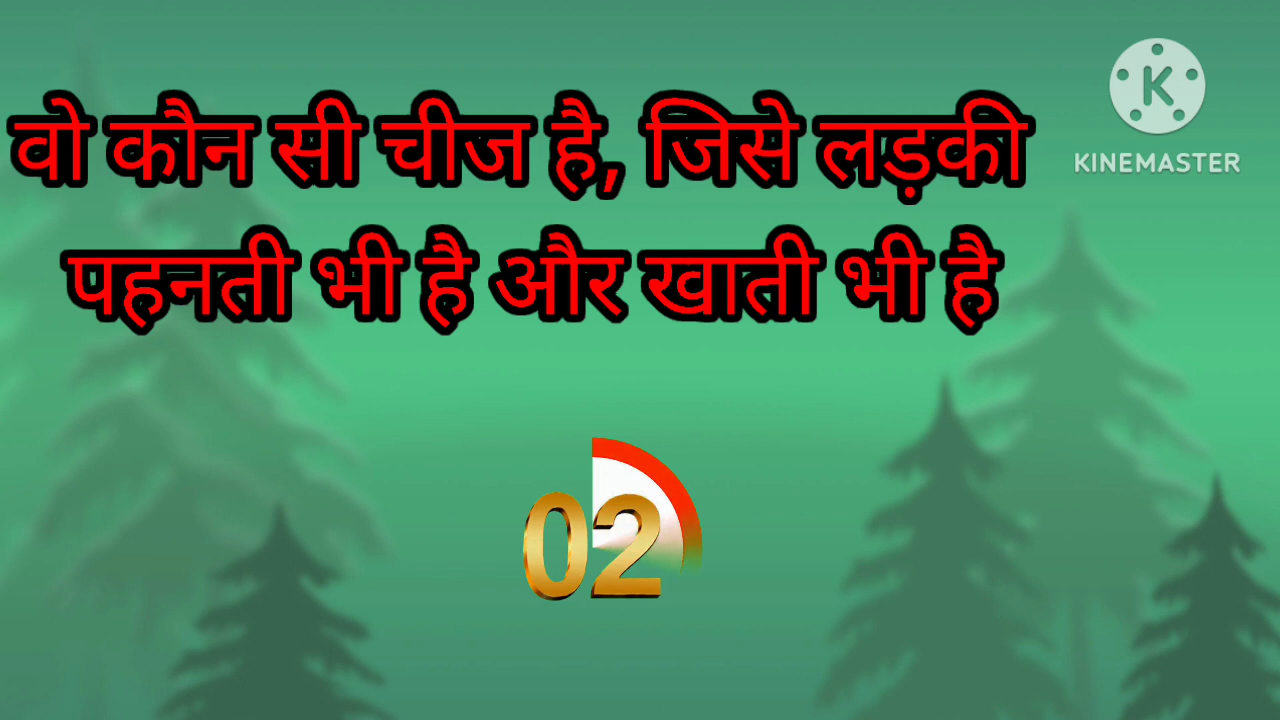 वो कौन सी चीज है, जिसे लड़की
पहनती भी है और खाती भी है
K
KINEMASTER
02